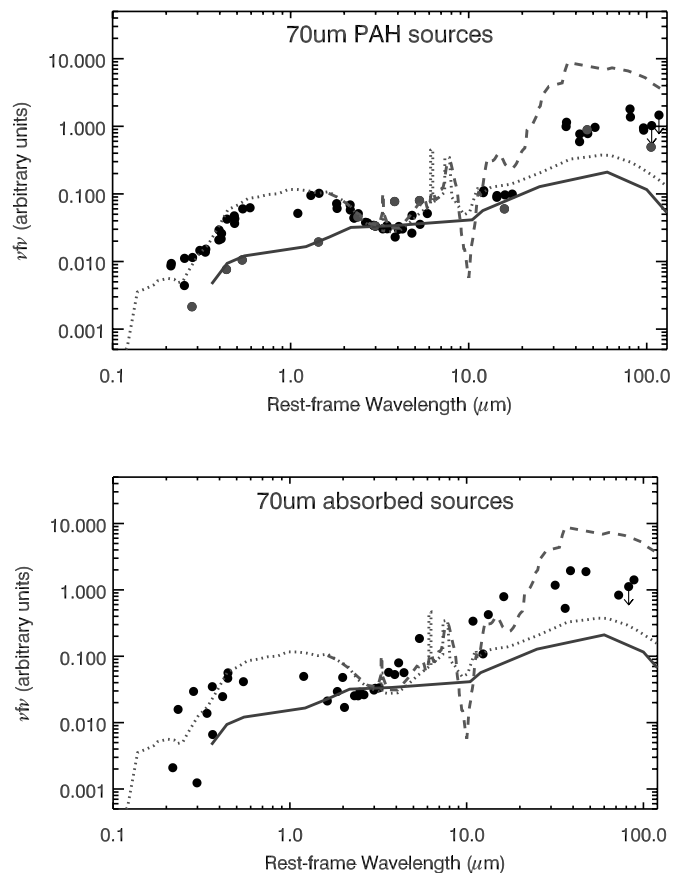 70um PAH sources
10.000
1.000
0.100
0.010
0.001
νfν (arbitrary units)
0.1 1.0 10.0 100.0
Rest-frame Wavelength (μm)
70um absorbed sources
10.000
1.000
0.100
0.010
0.001
νfν (arbitrary units)
0.1 1.0 10.0 100.0
Rest-frame Wavelength (μm)